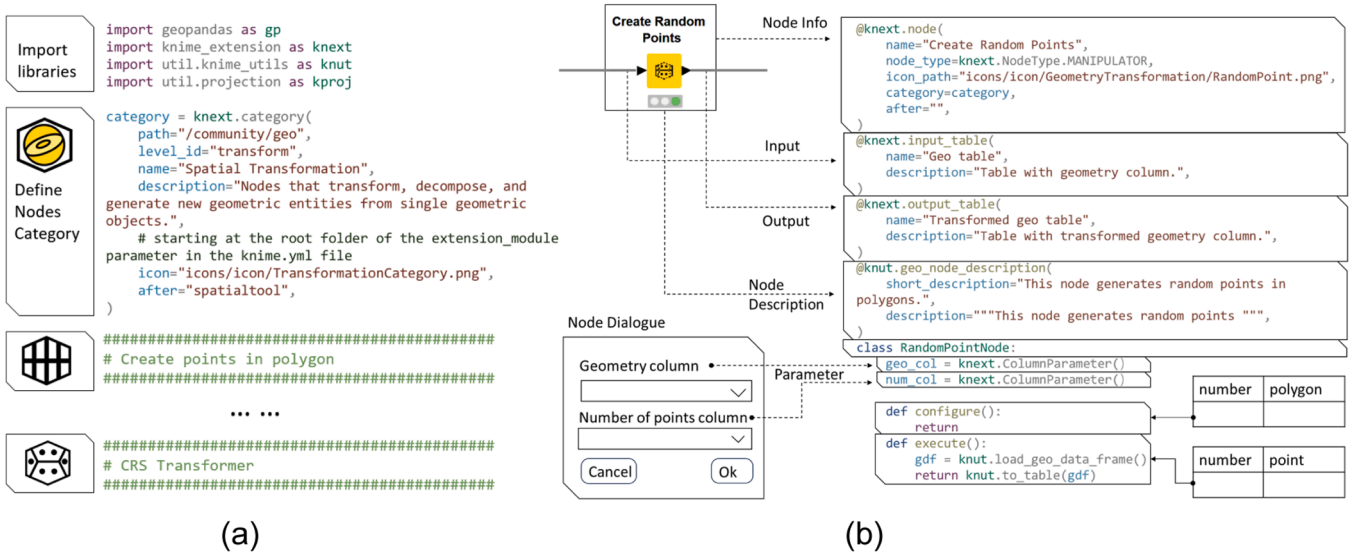 Import
libraries
import geopandas as gp
import knime_extension as knext
import util.knime_utils as knut
import util.projection as kproj
Define
Nodes
Category
category = knext.category(
path="/community/geo",
level_id="transform",
name="Spatial Transformation",
description="Nodes that transform, decompose, and
generate new geometric entities from single geometric
objects.",
# starting at the root folder of the extension_module
parameter in the knime.yml file
icon="icons/icon/TransformationCategory.png",
after="spatialtool",
)
############################################
# Create points in polygon
############################################
... ...
############################################
# CRS Transformer
############################################
(a)
Create Random
Points
Node Info
Input
Output
Node
Description
@knext.node(
name="Create Random Points",
node_type=knext.NodeType.MANIPULATOR,
icon_path="icons/icon/GeometryTransformation/RandomPoint.png",
category=category,
after="",
)
@knext.input_table(
name="Geo table",
description="Table with geometry column.",
)
@knext.output_table(
name="Transformed geo table",
description="Table with transformed geometry column.",
)
@knut.geo_node_description(
short_description="This node generates random points in
polygons.",
description="""This node generates random points """,
)
class RandomPointNode:
geo_col = knext.ColumnParameter()
num_col = knext.ColumnParameter()
def configure():
return
def execute():
gdf = knut.load_geo_data_frame()
return knut.to_table(gdf)
Node Dialogue
Geometry column
Number of points column
Cancel Ok
Parameter
number polygon
number point
(b)